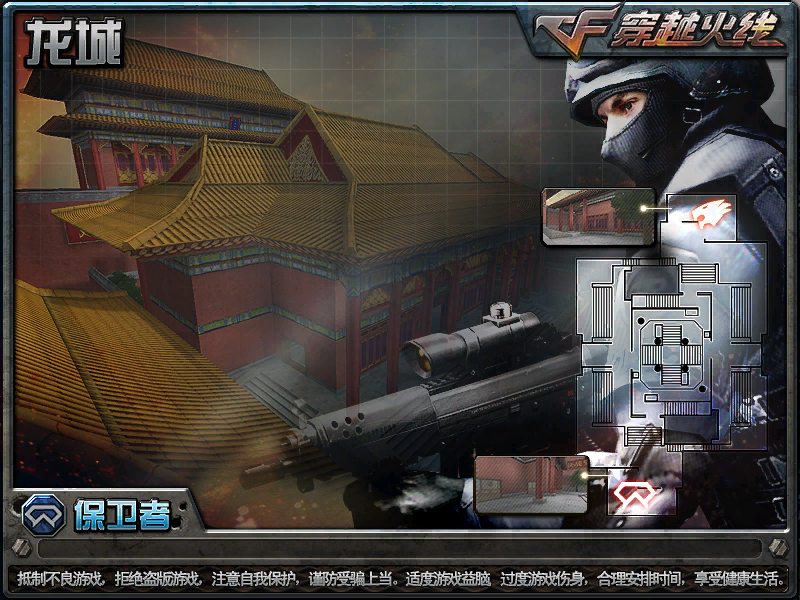 龙城
CF 穿越火线
保卫者
抵制不良游戏，拒绝盗版游戏，注意自我保护，谨防受骗上当。适度游戏益脑 过度游戏伤身，合理安排时间，享受健康生活。